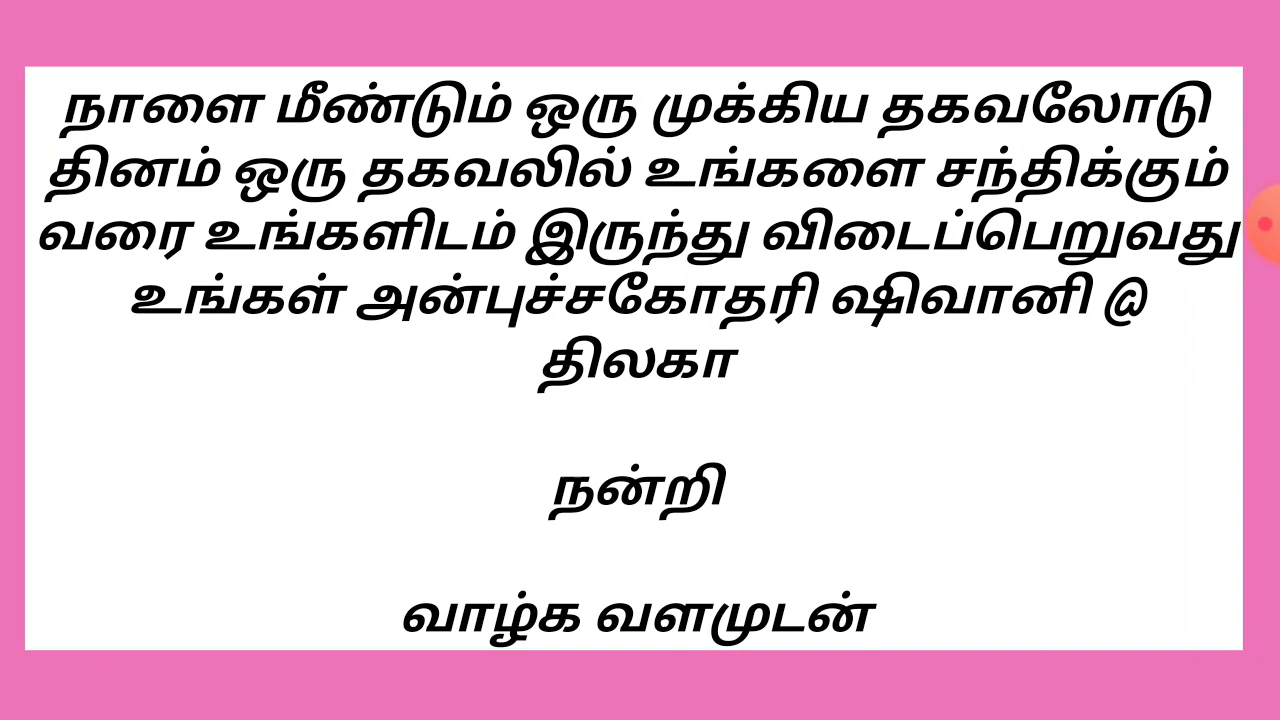 நாளை மீண்டும் ஒரு முக்கிய தகவலோடு
தினம் ஒரு தகவலில் உங்களை சந்திக்கும்
வரை உங்களிடம் இருந்து விடைப்பெறுவது
உங்கள் அன்புச்சகோதரி ஷிவானி @
திலகா
நன்றி
வாழ்க வளமுடன்